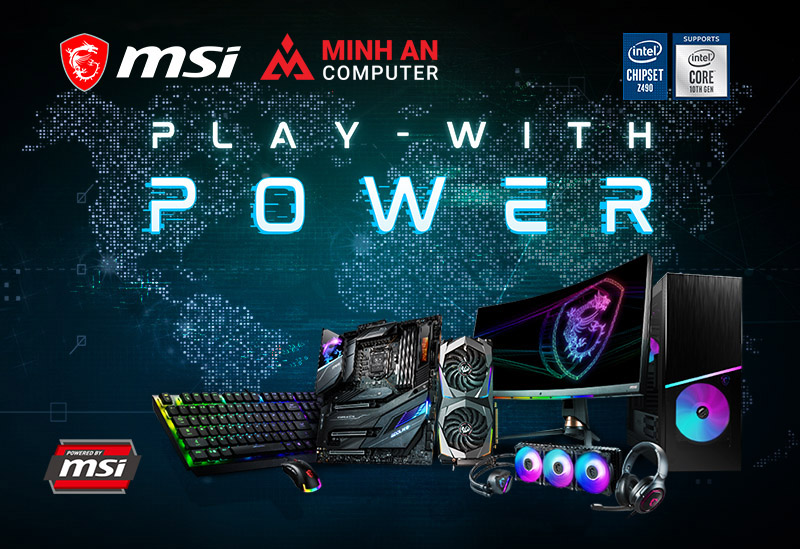 msi
MINH AN
COMPUTER
intel
CHIPSET
Z490
SUPPORTS
intel
CORE
10TH GEN
PLAY-WITH
POWER
POWERED BY
msi